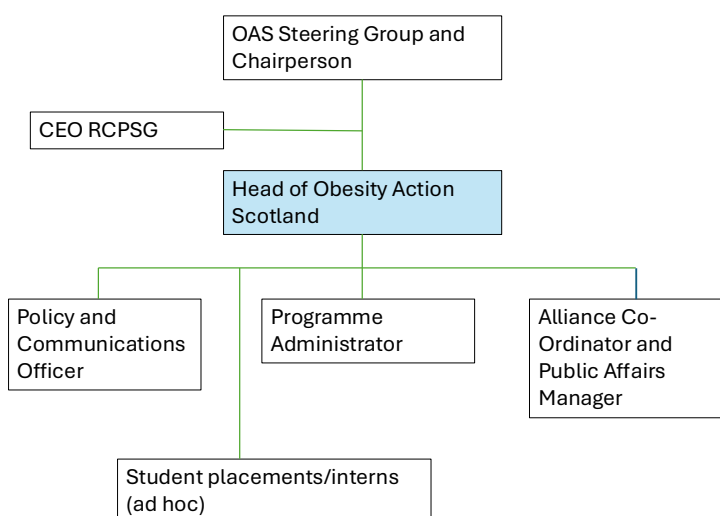 OAS Steering Group and
Chairperson
CEO RCPSG
Head of Obesity Action
Scotland
Policy and
Communications
Officer
Programme
Administrator
Alliance Co-
Ordinator and
Public Affairs
Manager
Student placements/interns
(ad hoc)